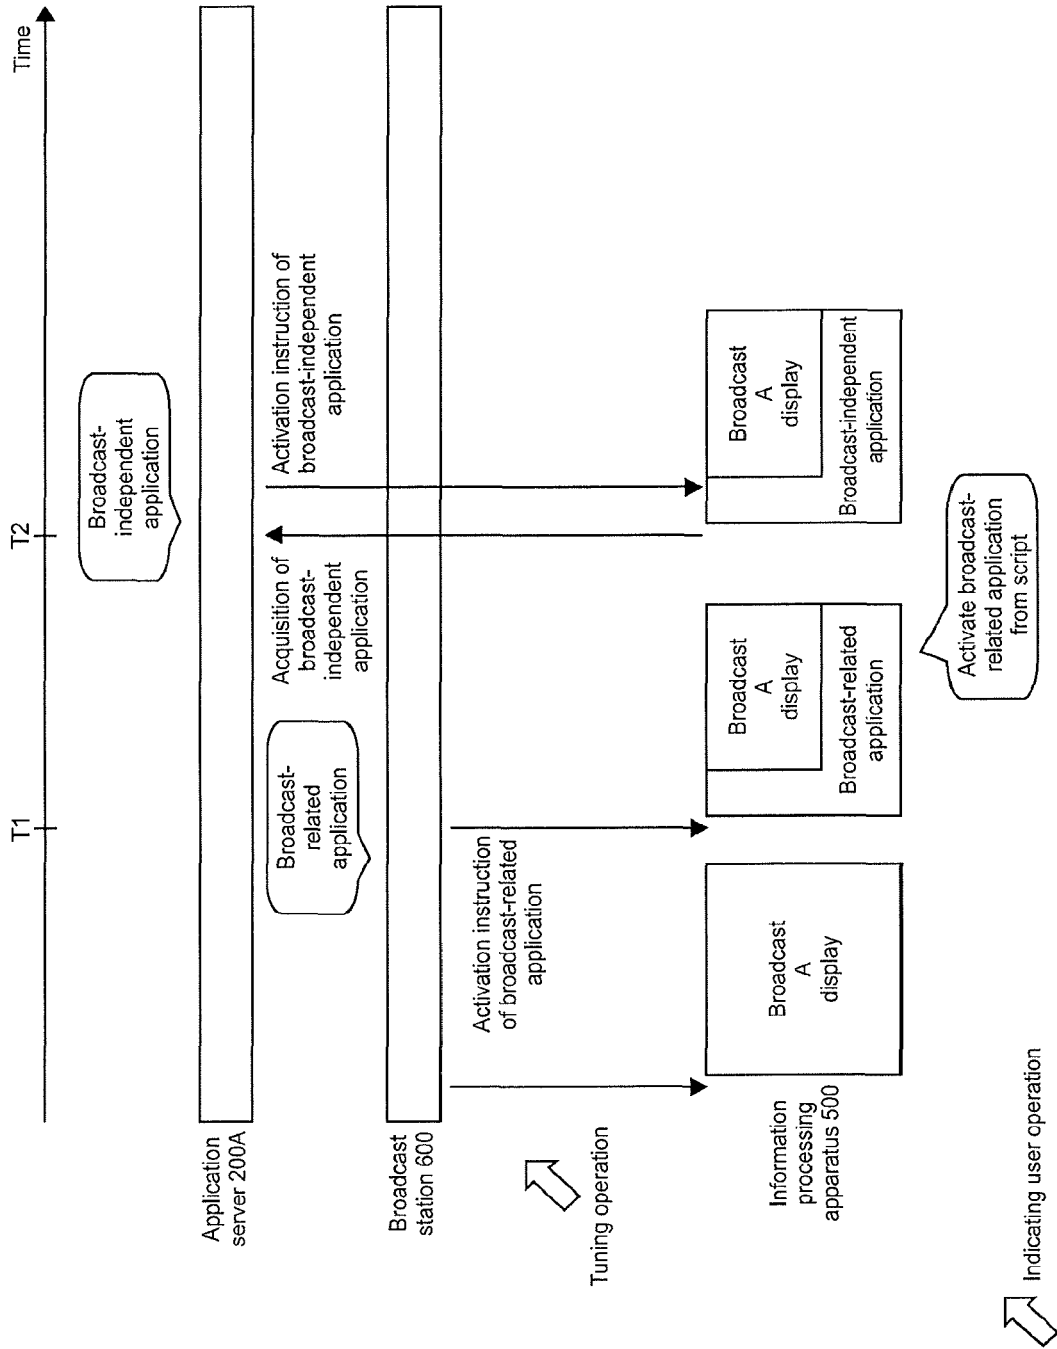 Time
T1
T2
Broadcast-
independent
application
Application
server 200A
Broadcast-
related
application
Acquisition of
broadcast-
independent
application
Activation instruction of
broadcast-independent
application
Broadcast
station 600
Activation instruction
of broadcast-related
application
Tuning operation
Information
processing
apparatus 500
Broadcast
A
display
Broadcast
A
display
Broadcast-related
application
Broadcast
A
display
Broadcast-independent
application
Activate broadcast-
related application
from script
Indicating user operation